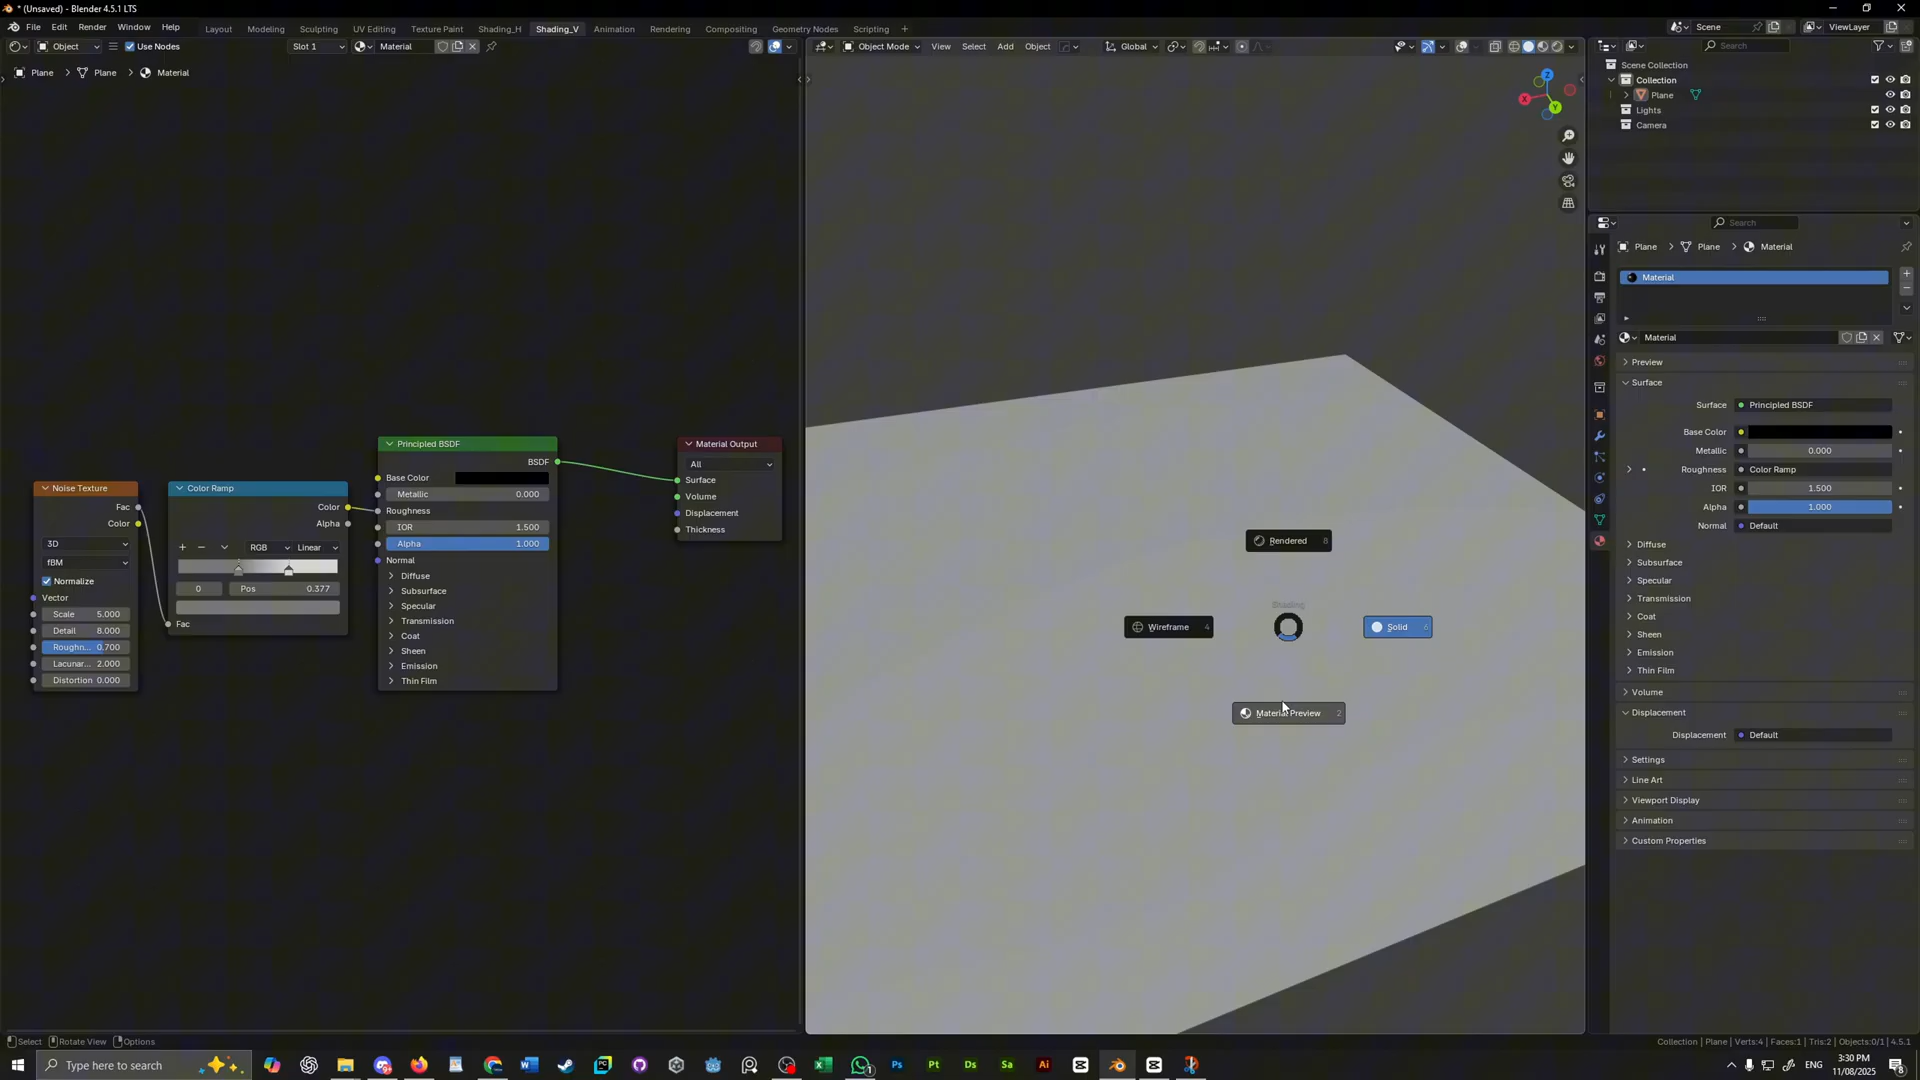 * (Unsaved) - Blender 4.5.1 LTS
File Edit Render Window Help
Layout Modeling Sculpting UV Editing Texture Paint Shading_H Shading_V Animation Rendering Compositing Geometry Nodes Scripting +
Scene ViewLayer
Object Use Nodes Slot 1 Material
Object Mode View Select Add Object Global
Search
Plane > Plane > Material
Scene Collection
Collection
Plane
Lights
Camera
X Y Z
Search
Plane > Plane > Material
Material
Material
Preview
Surface
Surface Principled BSDF
Base Color
Metallic 0.000
Roughness Color Ramp
IOR 1.500
Alpha 1.000
Normal Default
Diffuse
Subsurface
Specular
Transmission
Coat
Sheen
Emission
Thin Film
Volume
Displacement
Displacement Default
Settings
Line Art
Viewport Display
Animation
Custom Properties
Noise Texture
Fac
Color
3D
fBM
Normalize
Vector
Scale 5.000
Detail 8.000
Roughn... 0.700
Lacunar... 2.000
Distortion 0.000
Color Ramp
Color
Alpha
+ − RGB Linear
0 Pos 0.377
Fac
Principled BSDF
BSDF
Base Color
Metallic 0.000
Roughness
IOR 1.500
Alpha 1.000
Normal
Diffuse
Subsurface
Specular
Transmission
Coat
Sheen
Emission
Thin Film
Material Output
All
Surface
Volume
Displacement
Thickness
Rendered 8
Shading
Wireframe 4
Solid 6
Material Preview 2
Select Rotate View Options
Collection | Plane | Verts:4 | Faces:1 | Tris:2 | Objects:0/1 | 4.5.1
Type here to search
ENG
3:30 PM
11/08/2025